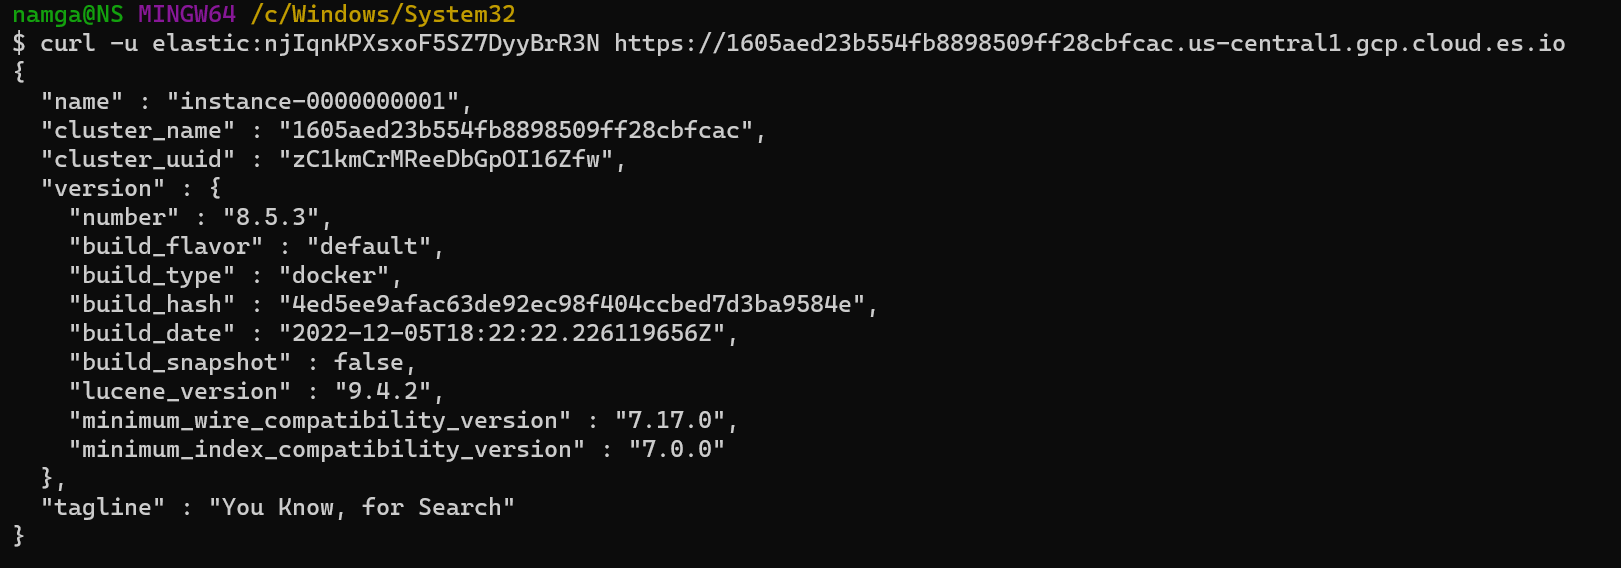 namga@NS MINGW64 /c/Windows/System32
$ curl -u elastic:njIqnKPXsxoF5SZ7DyyBrR3N https://1605aed23b554fb8898509ff28cbfcac.us-central1.gcp.cloud.es.io
{
  "name" : "instance-0000000001",
  "cluster_name" : "1605aed23b554fb8898509ff28cbfcac",
  "cluster_uuid" : "zC1kmCrMReeDbGpOI16Zfw",
  "version" : {
    "number" : "8.5.3",
    "build_flavor" : "default",
    "build_type" : "docker",
    "build_hash" : "4ed5ee9afac63de92ec98f404ccbed7d3ba9584e",
    "build_date" : "2022-12-05T18:22:22.226119656Z",
    "build_snapshot" : false,
    "lucene_version" : "9.4.2",
    "minimum_wire_compatibility_version" : "7.17.0",
    "minimum_index_compatibility_version" : "7.0.0"
  },
  "tagline" : "You Know, for Search"
}